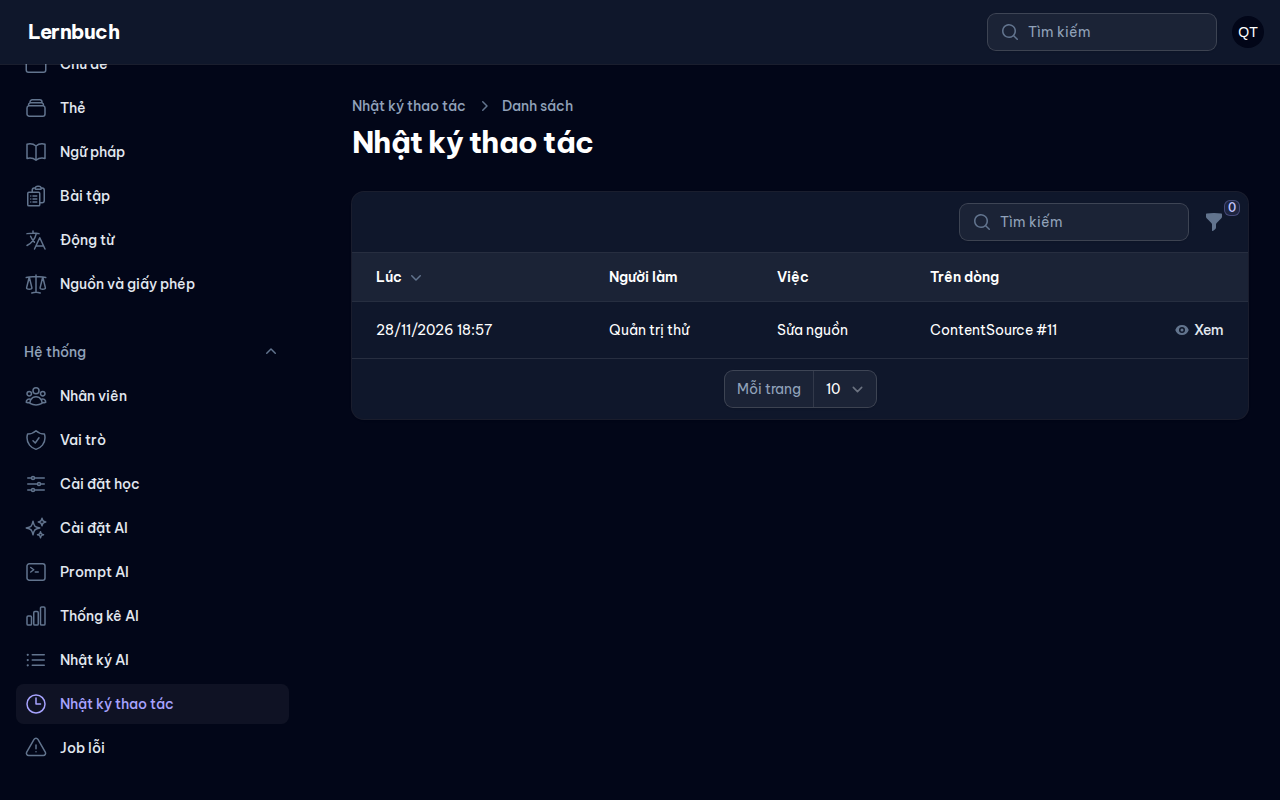 Lernbuch
Tìm kiếm
QT
Chủ đề
Thẻ
Ngữ pháp
Bài tập
Động từ
Nguồn và giấy phép
Hệ thống
Nhân viên
Vai trò
Cài đặt học
Cài đặt AI
Prompt AI
Thống kê AI
Nhật ký AI
Nhật ký thao tác
Job lỗi
Nhật ký thao tác > Danh sách
Nhật ký thao tác
Tìm kiếm
0
Lúc Người làm Việc Trên dòng
28/11/2026 18:57 Quản trị thử Sửa nguồn ContentSource #11 Xem
Mỗi trang 10